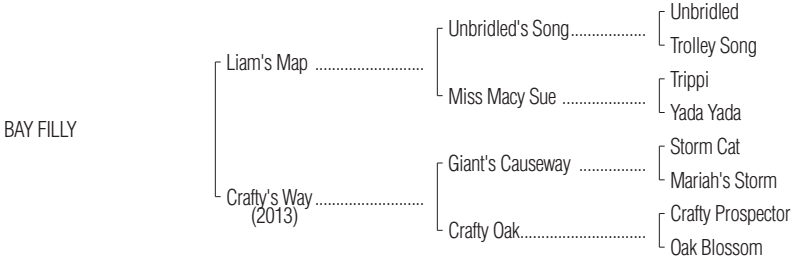 Unbridled
Unbridled's Song..................
Trolley Song
Liam's Map ..........................
Trippi
Miss Macy Sue ....................
Yada Yada
BAY FILLY
Storm Cat
Giant's Causeway ................
Mariah's Storm
Crafty's Way..........................
(2013)
Crafty Prospector
Crafty Oak..............................
Oak Blossom